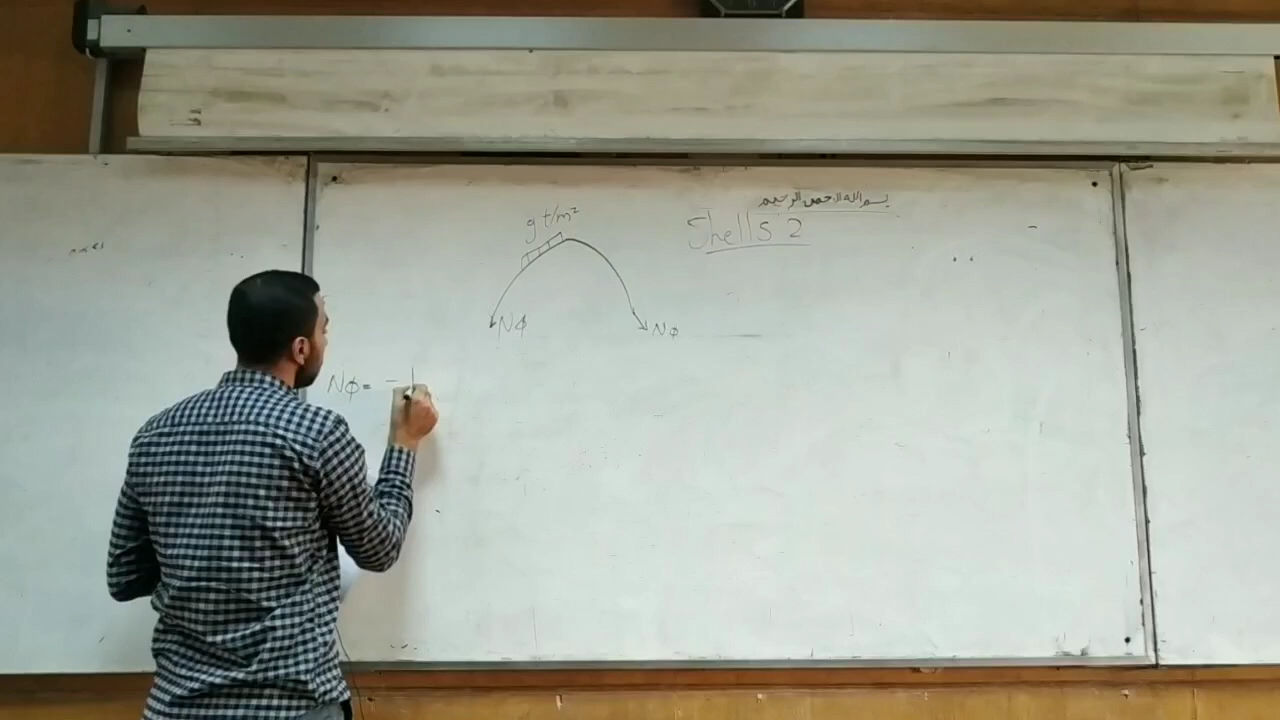 بسم الله الرحمن الرحيم
Shells 2
g t/m²
Nϕ
Nϕ
Nϕ = -